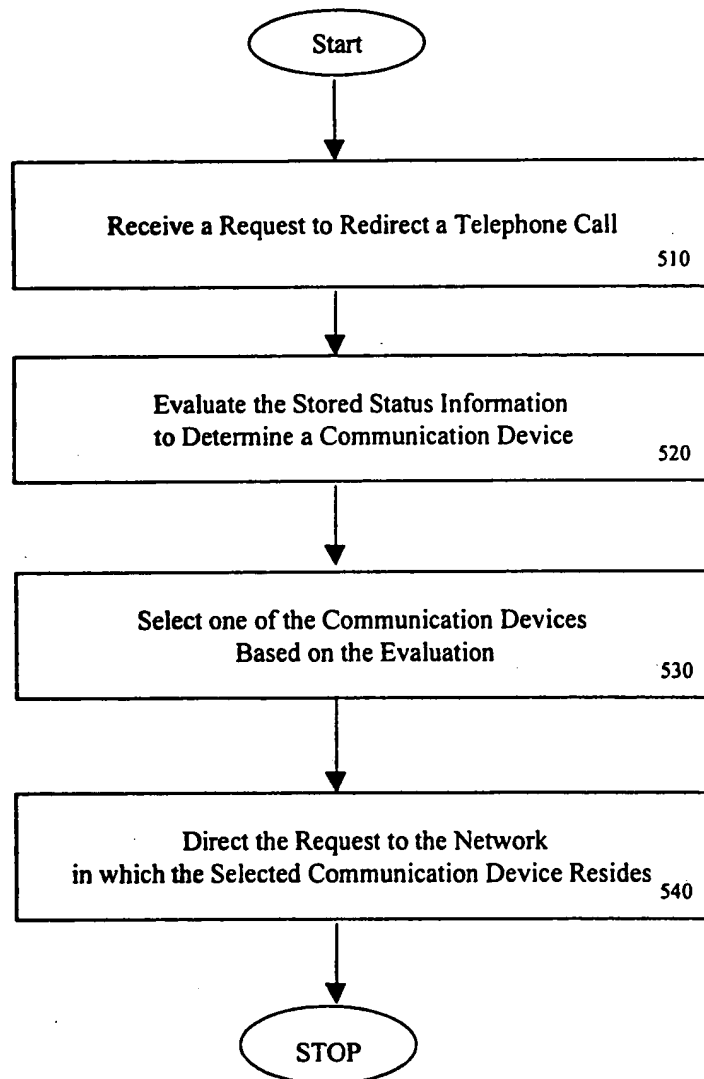 Start
Receive a Request to Redirect a Telephone Call
510
Evaluate the Stored Status Information
to Determine a Communication Device
520
Select one of the Communication Devices
Based on the Evaluation
530
Direct the Request to the Network
in which the Selected Communication Device Resides
540
STOP